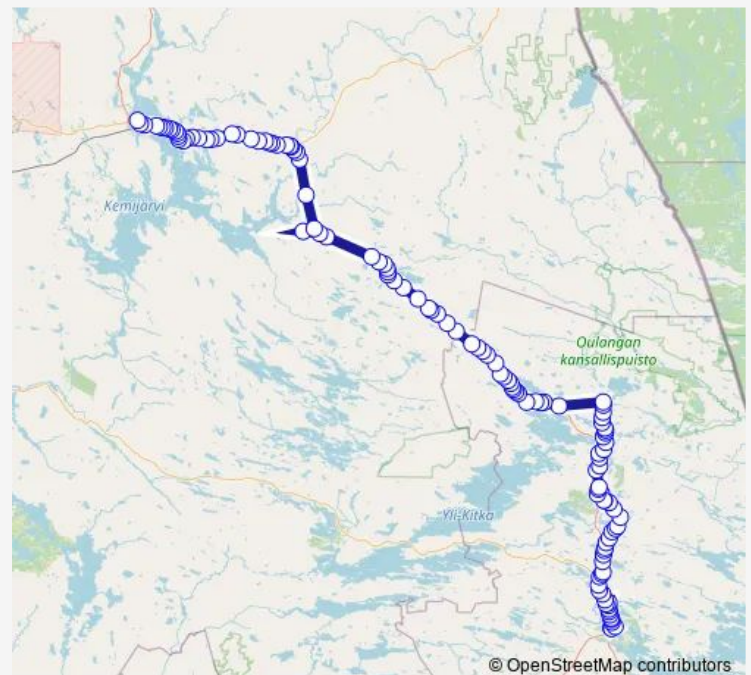 Kemijärvi
Oulangan
kansallispuisto
Yli-Kitka
© OpenStreetMap contributors